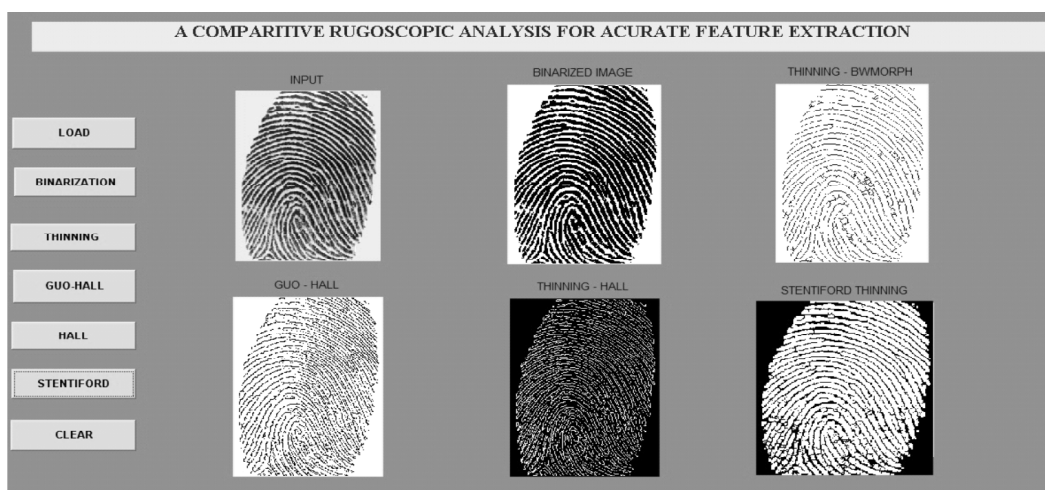 A COMPARITIVE RUGOSCOPIC ANALYSIS FOR ACURATE FEATURE EXTRACTION
INPUT
BINARIZED IMAGE
THINNING - BWMORPH
LOAD
BINARIZATION
THINNING
GUO-HALL
HALL
STENTIFORD
CLEAR
GUO - HALL
THINNING - HALL
STENTIFORD THINNING